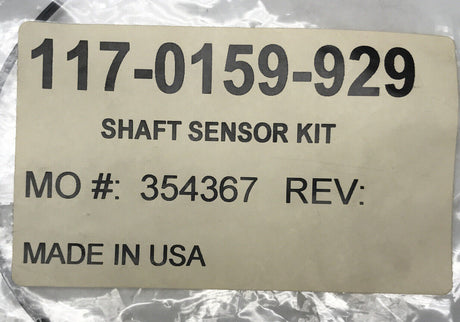 117-0159-929
SHAFT SENSOR KIT
MO #: 354367 REV:
MADE IN USA